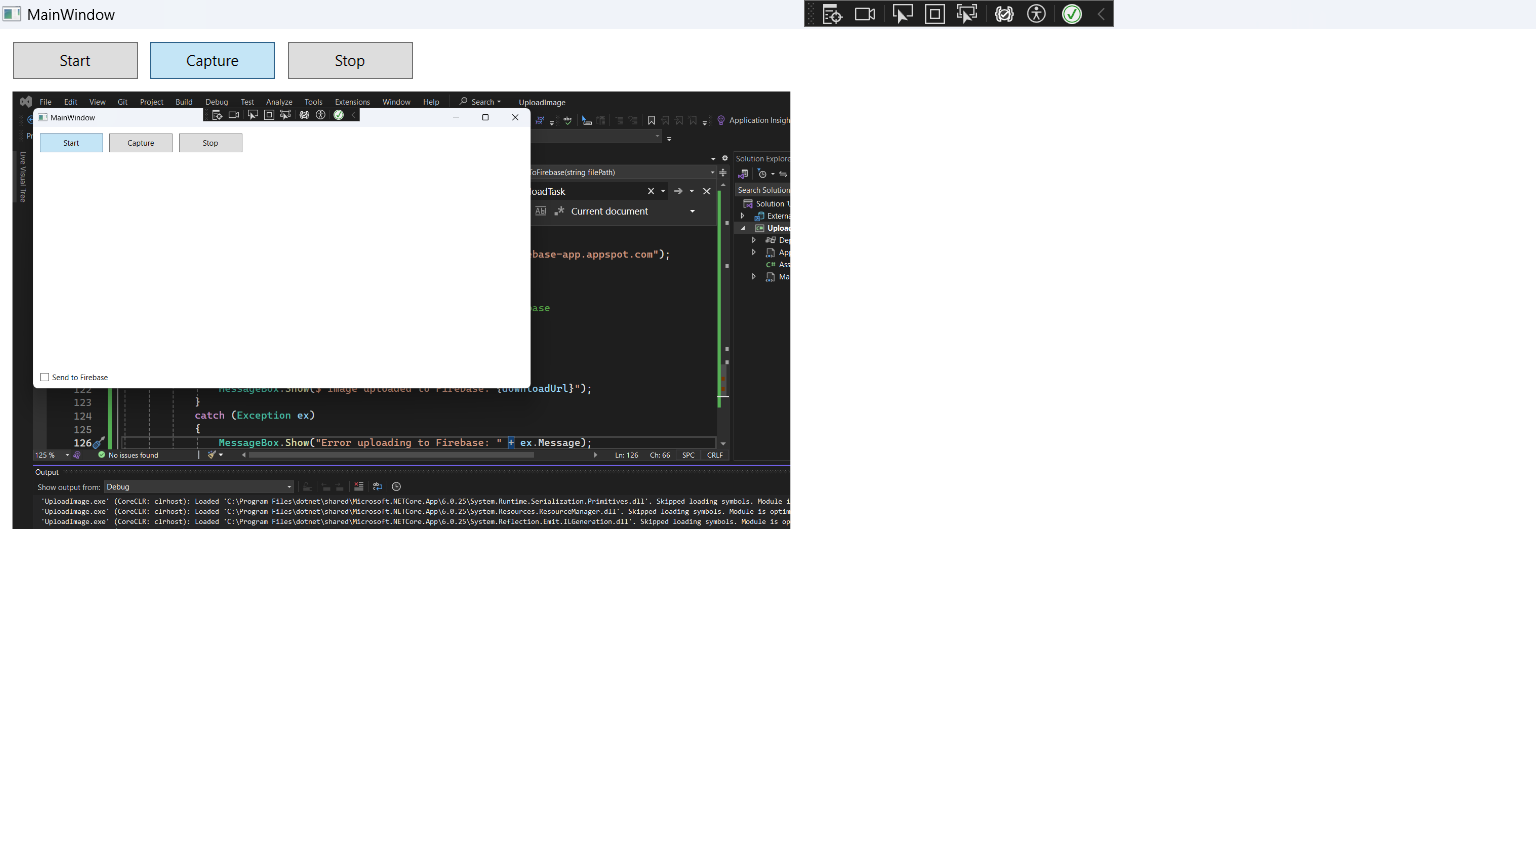 MainWindow
Start Capture Stop
File Edit View Git Project Build Debug Test Analyze Tools Extensions Window Help Search UploadImage
MainWindow
Application Insigh
Start Capture Stop
Live Visual Tree
Solution Explore
oFirebase(string filePath)
loadTask
Search Solution
Current document
Solution
Externa
Uploa
Dep
App
Ass
Ma
base-app.appspot.com");
ase
Send to Firebase
122 MessageBox.Show($"Image uploaded to Firebase: {downloadUrl}");
123 }
124 catch (Exception ex)
125 {
126 MessageBox.Show("Error uploading to Firebase: " + ex.Message);
125 % No issues found Ln: 126 Ch: 66 SPC CRLF
Output
Show output from: Debug
'UploadImage.exe' (CoreCLR: clrhost): Loaded 'C:\Program Files\dotnet\shared\Microsoft.NETCore.App\6.0.25\System.Runtime.Serialization.Primitives.dll'. Skipped loading symbols. Module i
'UploadImage.exe' (CoreCLR: clrhost): Loaded 'C:\Program Files\dotnet\shared\Microsoft.NETCore.App\6.0.25\System.Resources.ResourceManager.dll'. Skipped loading symbols. Module is optim
'UploadImage.exe' (CoreCLR: clrhost): Loaded 'C:\Program Files\dotnet\shared\Microsoft.NETCore.App\6.0.25\System.Reflection.Emit.ILGeneration.dll'. Skipped loading symbols. Module is op